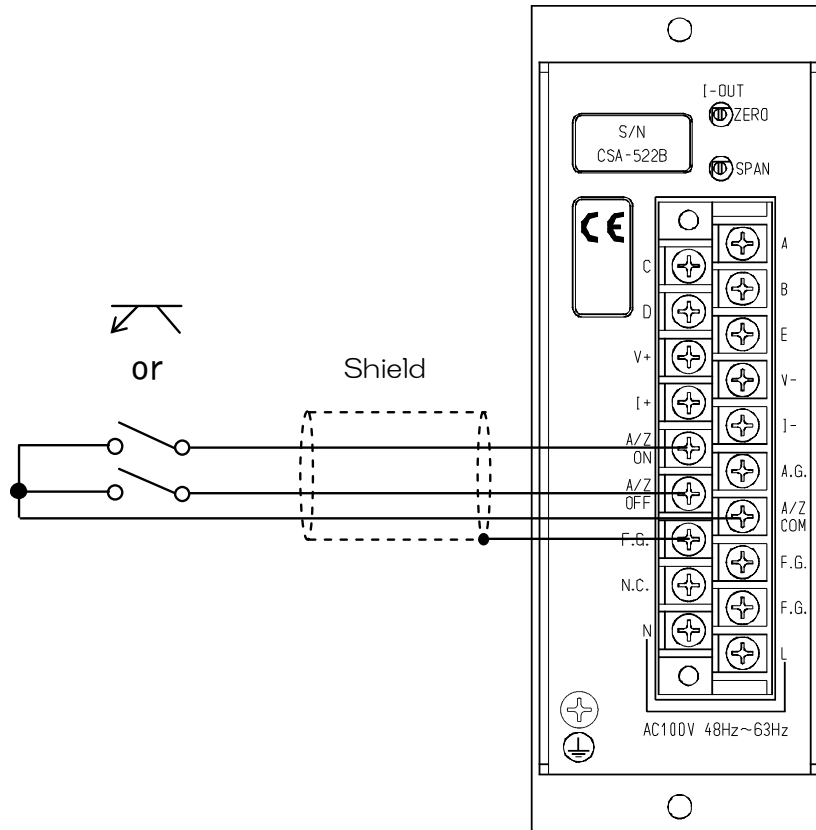 I-OUT
ZERO
S/N
CSA-522B
SPAN
CE
A
C
B
D
E
V+
V-
or
Shield
I+
I-
A/Z
ON
A.G.
A/Z
OFF
A/Z
COM
F.G.
F.G.
N.C.
F.G.
N
L
AC100V 48Hz~63Hz